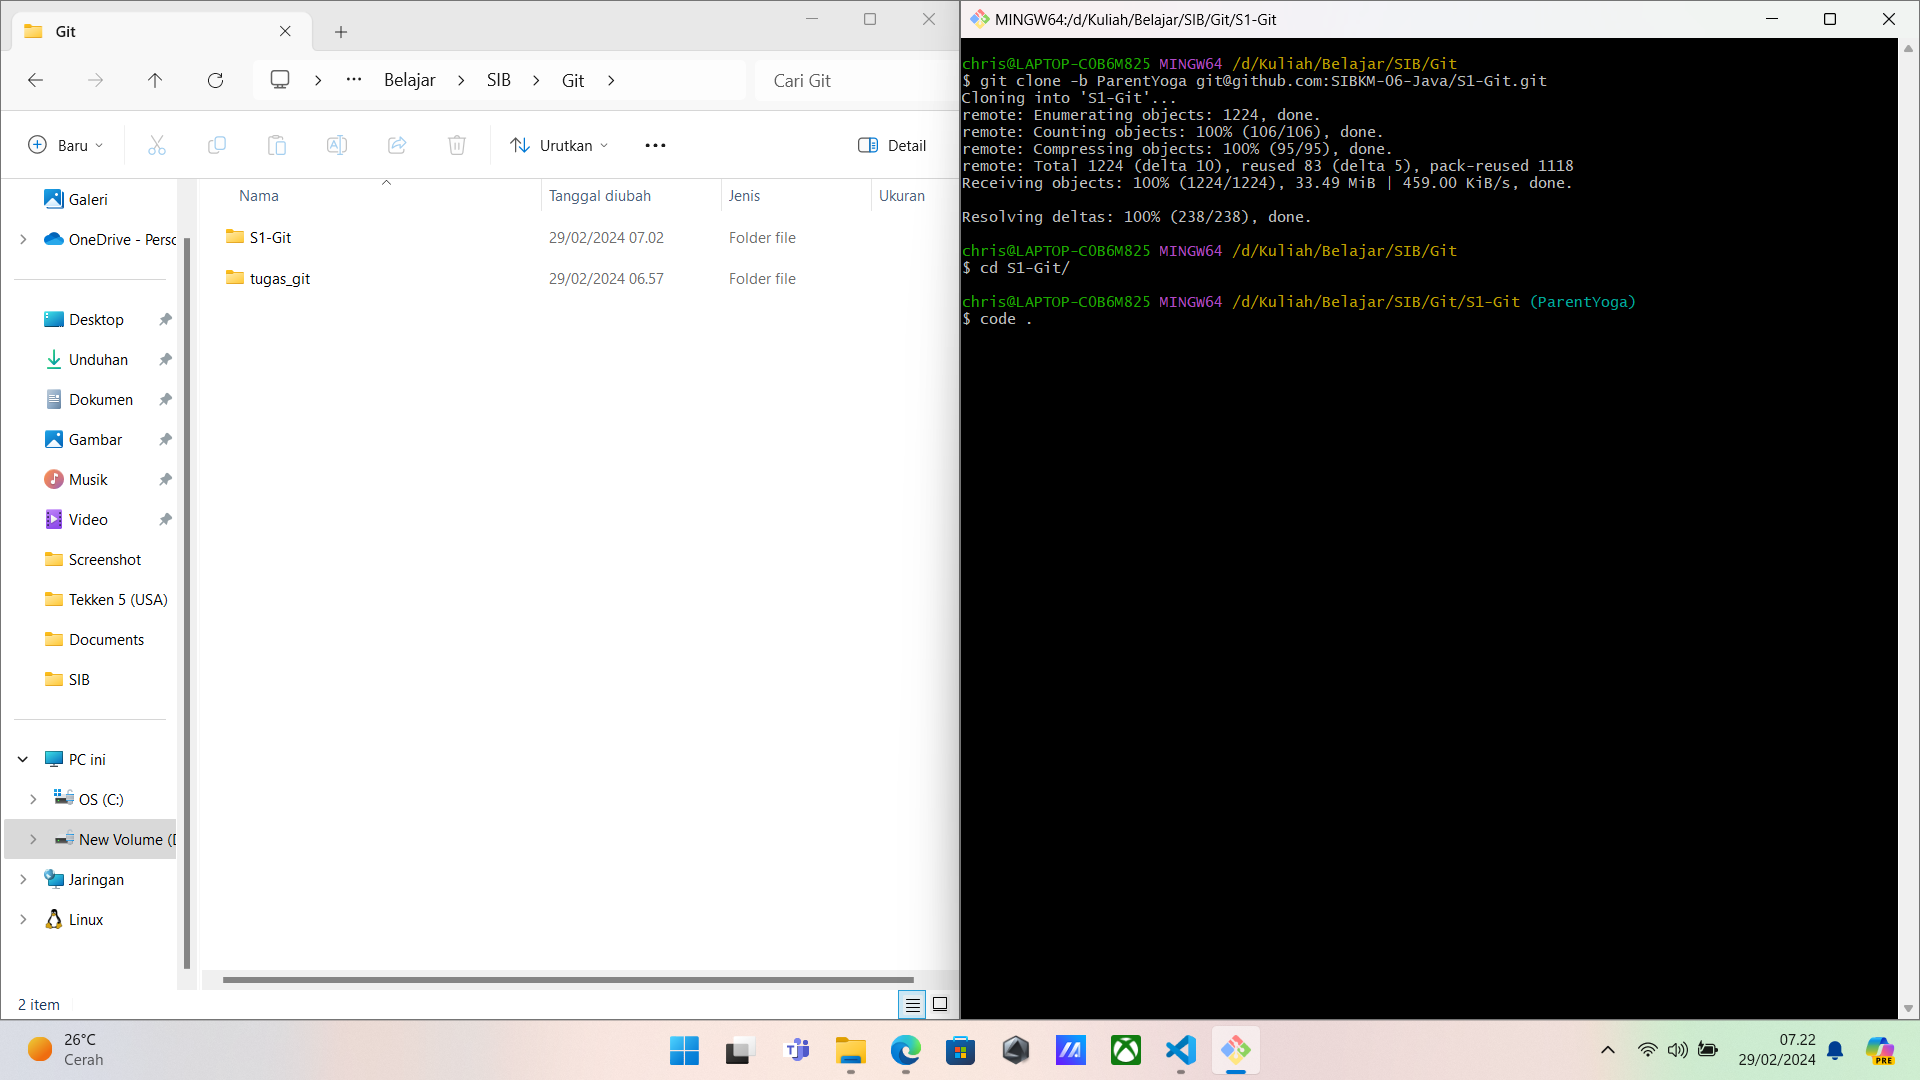 Git
Belajar
SIB
Git
Cari Git
Baru
Urutkan
Detail
Galeri
OneDrive - Perso
Desktop
Unduhan
Dokumen
Gambar
Musik
Video
Screenshot
Tekken 5 (USA)
Documents
SIB
PC ini
OS (C:)
New Volume (D
Jaringan
Linux
Nama
Tanggal diubah
Jenis
Ukuran
S1-Git
29/02/2024 07.02
Folder file
tugas_git
29/02/2024 06.57
Folder file
2 item
MINGW64:/d/Kuliah/Belajar/SIB/Git/S1-Git
chris@LAPTOP-C0B6M825 MINGW64 /d/Kuliah/Belajar/SIB/Git
$ git clone -b ParentYoga git@github.com:SIBKM-06-Java/S1-Git.git
Cloning into 'S1-Git'...
remote: Enumerating objects: 1224, done.
remote: Counting objects: 100% (106/106), done.
remote: Compressing objects: 100% (95/95), done.
remote: Total 1224 (delta 10), reused 83 (delta 5), pack-reused 1118
Receiving objects: 100% (1224/1224), 33.49 MiB | 459.00 KiB/s, done.
Resolving deltas: 100% (238/238), done.
chris@LAPTOP-C0B6M825 MINGW64 /d/Kuliah/Belajar/SIB/Git
$ cd S1-Git/
chris@LAPTOP-C0B6M825 MINGW64 /d/Kuliah/Belajar/SIB/Git/S1-Git (ParentYoga)
$ code .
26°C
Cerah
07.22
29/02/2024
PRE